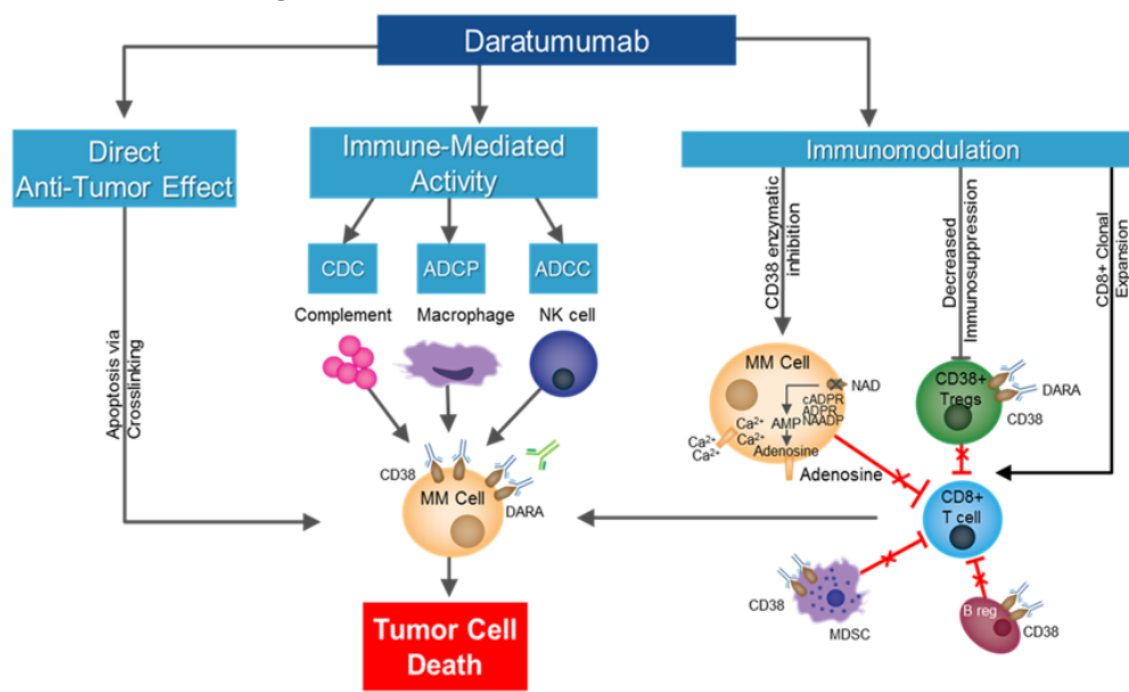 Daratumumab
Direct
Anti-Tumor Effect
Immune-Mediated
Activity
Immunomodulation
CDC
ADCP
ADCC
Complement
Macrophage
NK cell
Apoptosis via
Crosslinking
CD38 enzymatic
inhibition
Decreased
Immunosuppression
CD8+ Clonal
Expansion
MM Cell
NAD
cADPR
ADPR
NAADP
AMP
Ca2+
Ca2+
Ca2+
Ca2+
Adenosine
Adenosine
CD38+
Tregs
DARA
CD38
CD38
MM Cell
DARA
CD8+
T cell
CD38
MDSC
B reg
CD38
Tumor Cell
Death